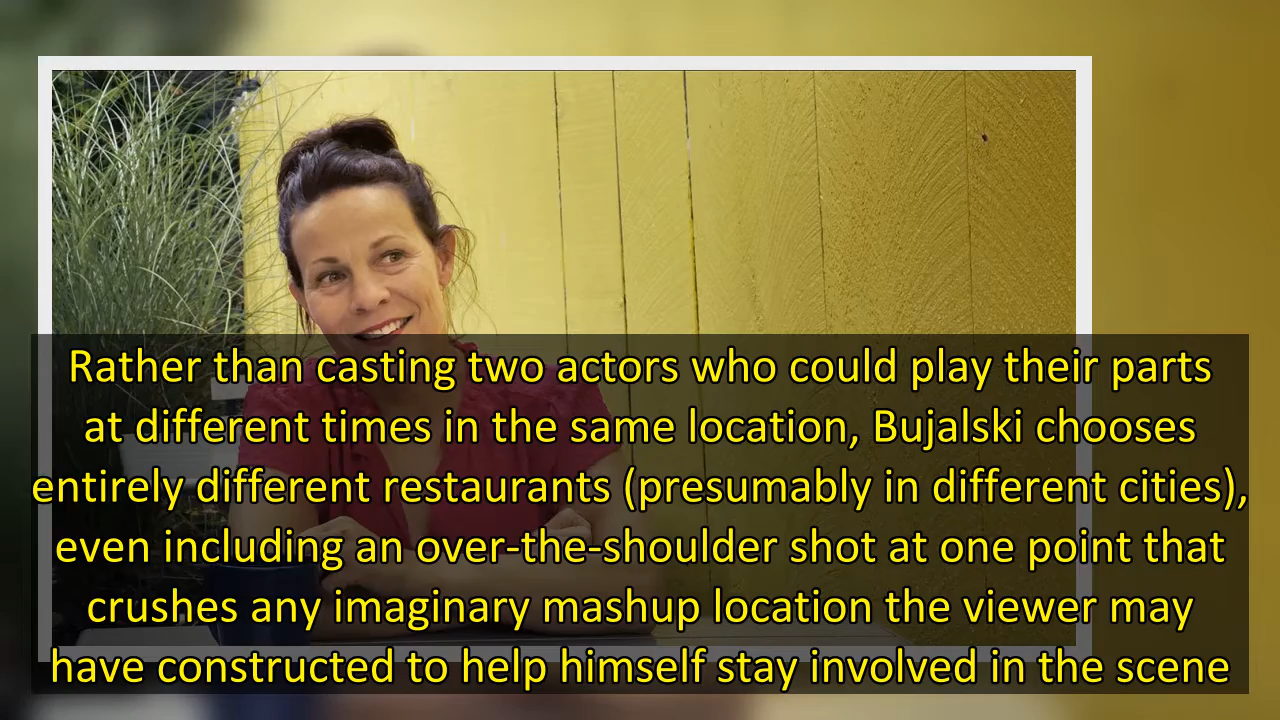 Rather than casting two actors who could play their parts
at different times in the same location, Bujalski chooses
entirely different restaurants (presumably in different cities),
even including an over-the-shoulder shot at one point that
crushes any imaginary mashup location the viewer may
have constructed to help himself stay involved in the scene